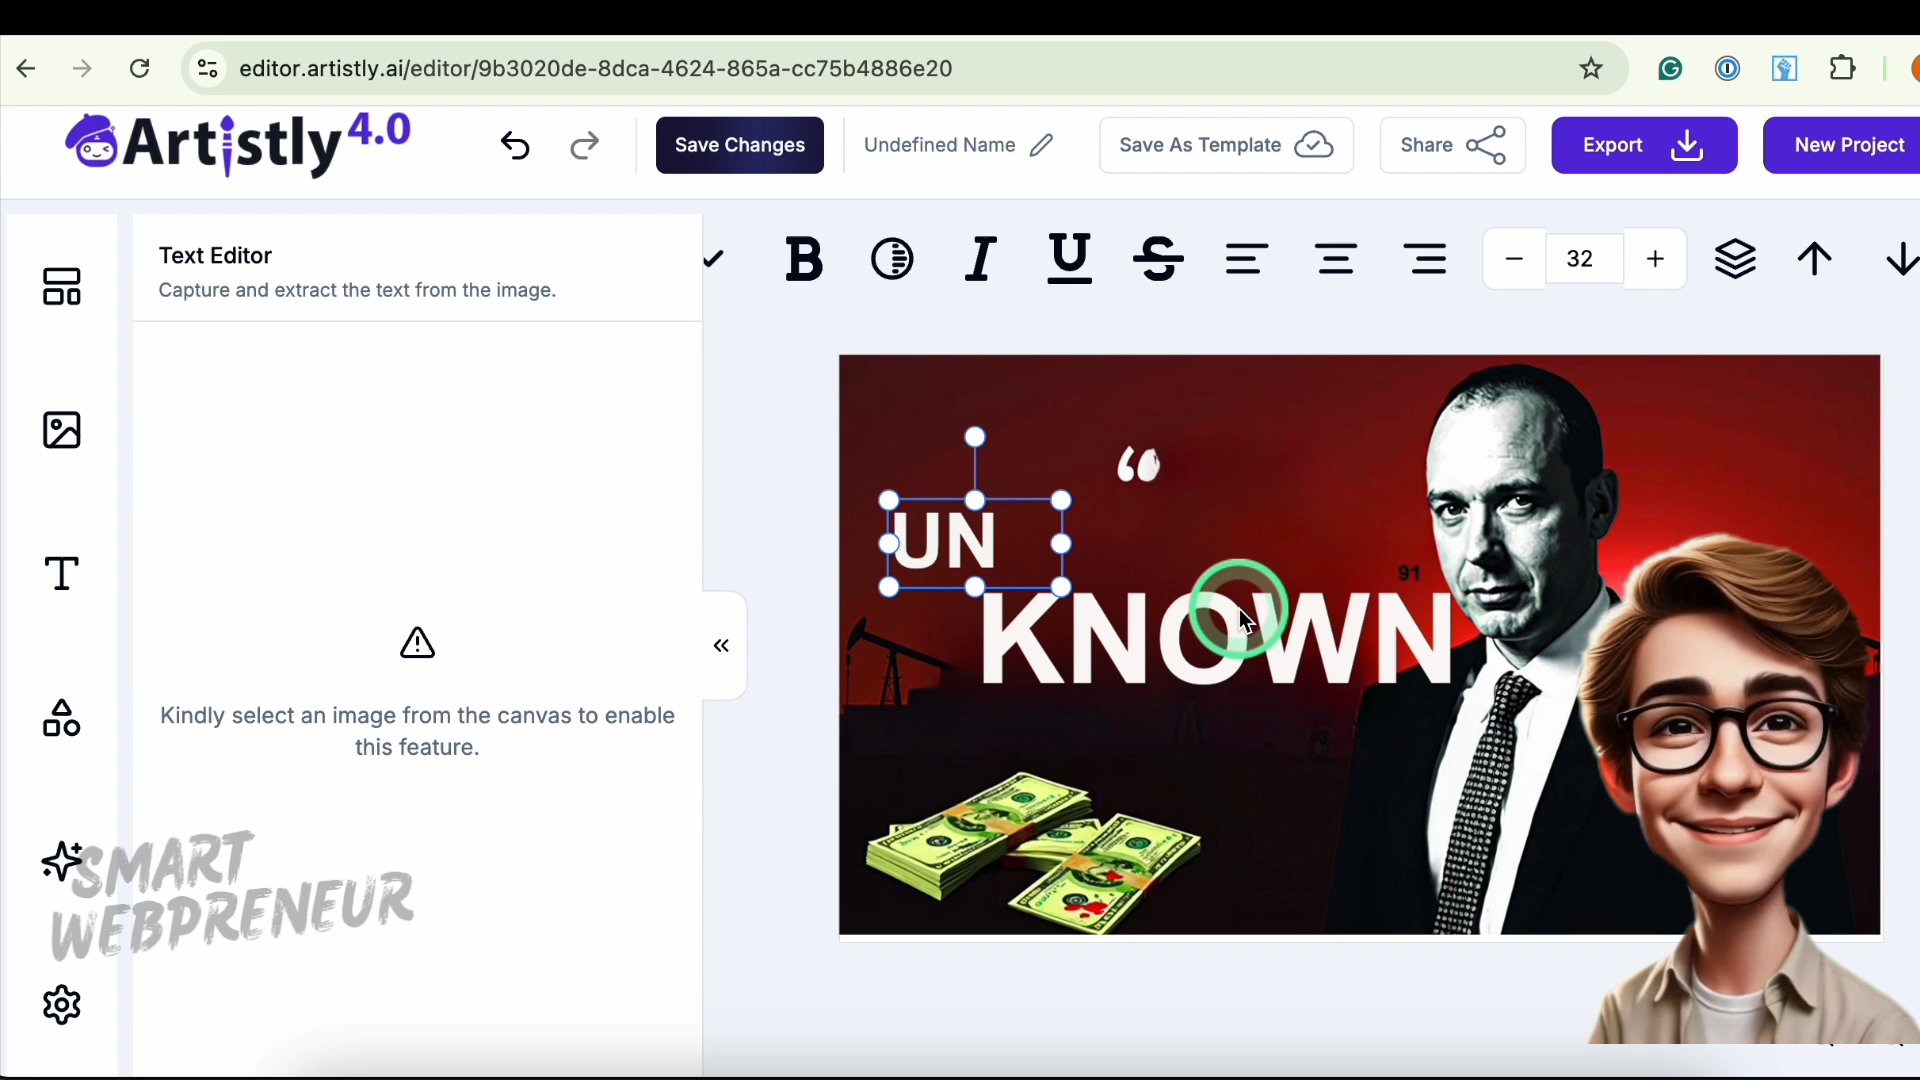 editor.artistly.ai/editor/9b3020de-8dca-4624-865a-cc75b4886e20
Artistly 4.0
Save Changes
Undefined Name
Save As Template
Share
Export
New Project
Text Editor
Capture and extract the text from the image.
B I U S
32
“
UN
91
KNOWN
Kindly select an image from the canvas to enable
this feature.
SMART
WEBPRENEUR